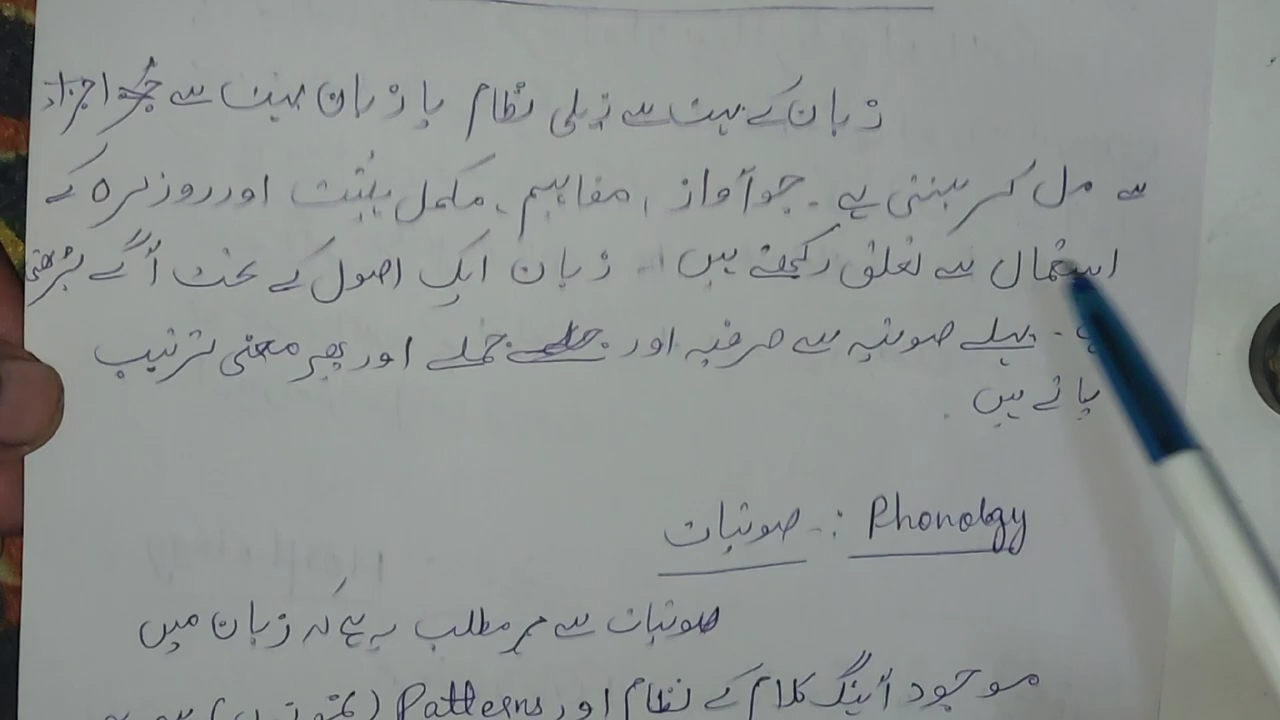 زبان کے بہت سے ذیلی نظام یا زبان بہت سے اجزاء
سے مل کر بنتی ہے۔ جو آواز، مفاہیم، مکمل ہیئت اور روزمرہ کے
استعمال سے تعلق رکھتے ہیں۔ زبان ایک اصول کے تحت آگے بڑھتی
ہے۔ پہلے صوتیہ سے صرفیہ اور جملے اور پھر معنی ترتیب
پاتے ہیں۔
Phonology :- صوتیات
صوتیات سے مطلب یہ ہے کہ زبان میں
موجود آہنگ کلام کے نظام اور Patterns